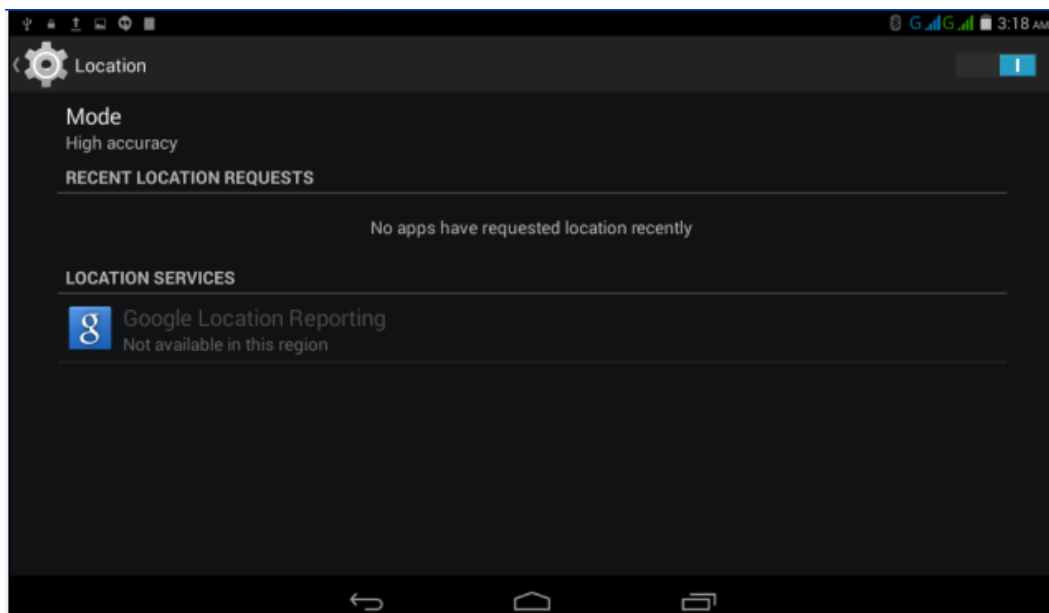 G G 3:18 AM
Location
Mode
High accuracy
RECENT LOCATION REQUESTS
No apps have requested location recently
LOCATION SERVICES
g Google Location Reporting
Not available in this region